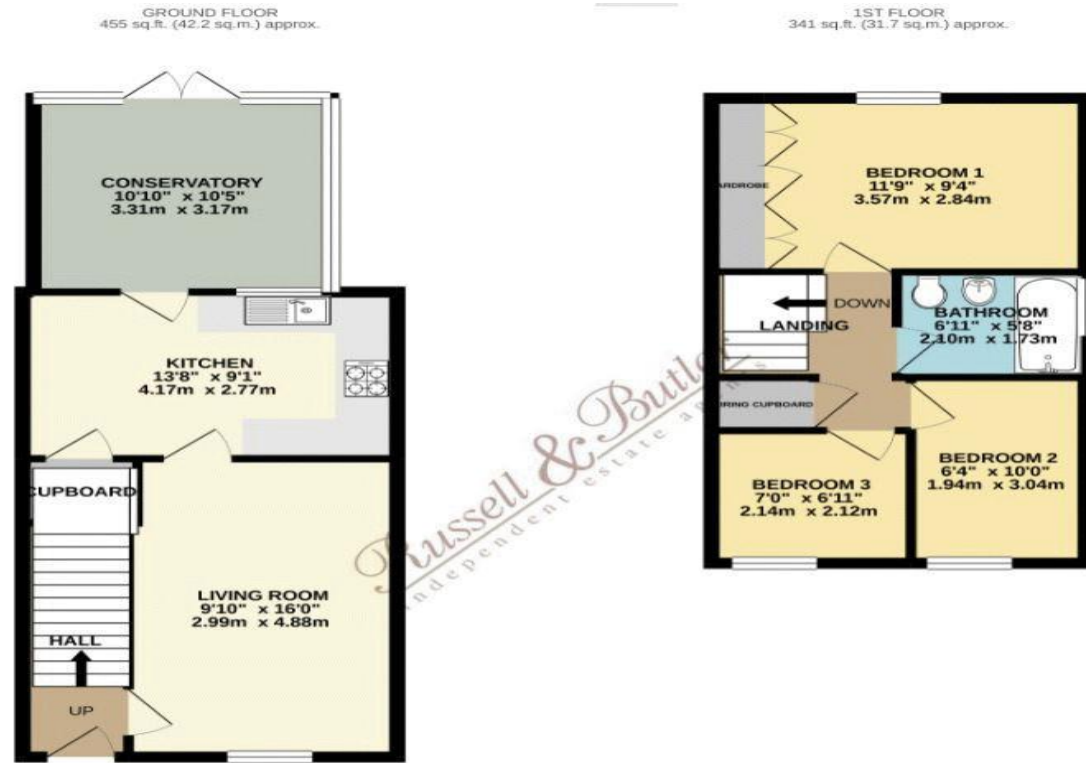 GROUND FLOOR
455 sq.ft. (42.2 sq.m.) approx.
CONSERVATORY
10'10" x 10'5"
3.31m x 3.17m
KITCHEN
13'8" x 9'1"
4.17m x 2.77m
CUPBOARD
LIVING ROOM
9'10" x 16'0"
2.99m x 4.88m
HALL
UP
1ST FLOOR
341 sq.ft. (31.7 sq.m.) approx.
BEDROOM 1
11'9" x 9'4"
3.57m x 2.84m
ARDROBE
DOWN
LANDING
BATHROOM
6'11" x 5'8"
2.10m x 1.73m
RING CUPBOARD
BEDROOM 2
6'4" x 10'0"
1.94m x 3.04m
BEDROOM 3
7'0" x 6'11"
2.14m x 2.12m
Russell & Butler
independent estate agents